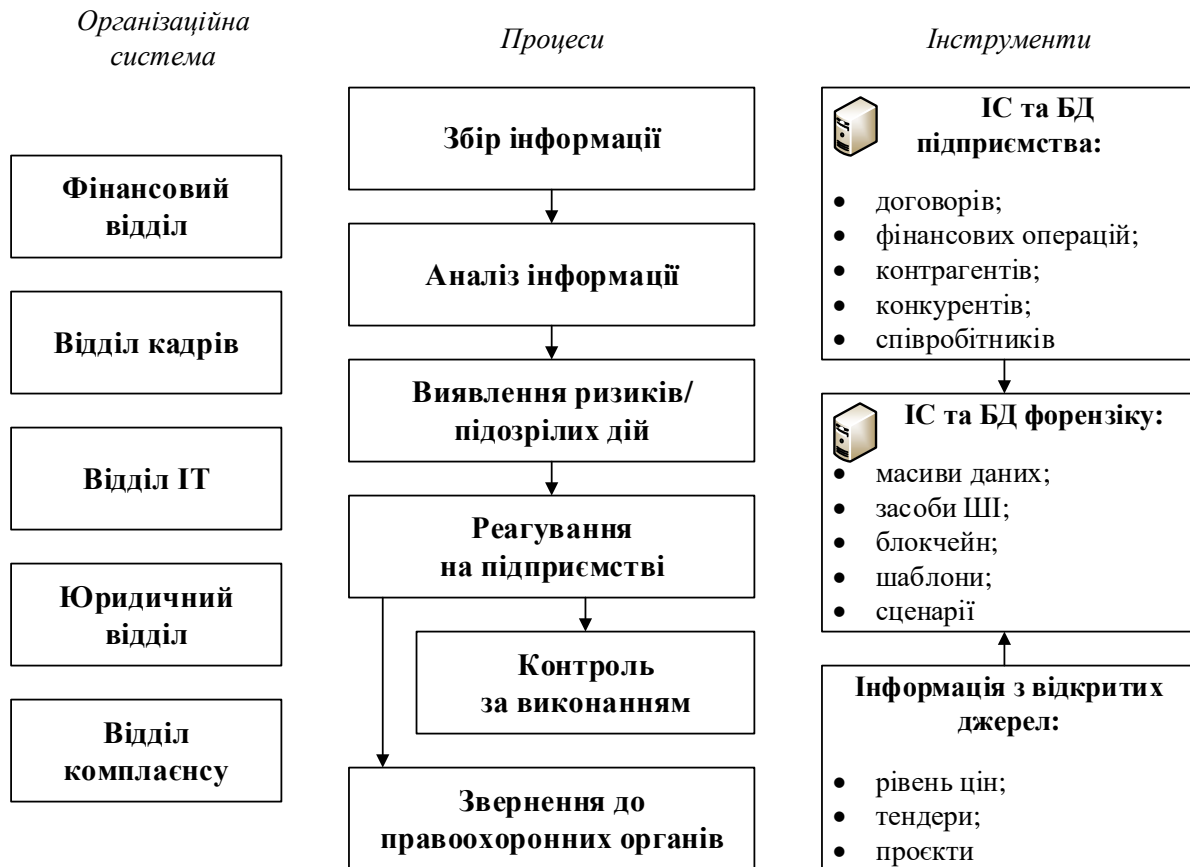 Організаційна
система
Фінансовий
відділ
Відділ кадрів
Відділ ІТ
Юридичний
відділ
Відділ
комплаєнсу
Процеси
Збір інформації
Аналіз інформації
Виявлення ризиків/
підозрілих дій
Реагування
на підприємстві
Контроль
за виконанням
Звернення до
правоохоронних органів
Інструменти
ІС та БД
підприємства:
• договорів;
• фінансових операцій;
• контрагентів;
• конкурентів;
• співробітників
ІС та БД форензіку:
• масиви даних;
• засоби ШІ;
• блокчейн;
• шаблони;
• сценарії
Інформація з відкритих
джерел:
• рівень цін;
• тендери;
• проєкти